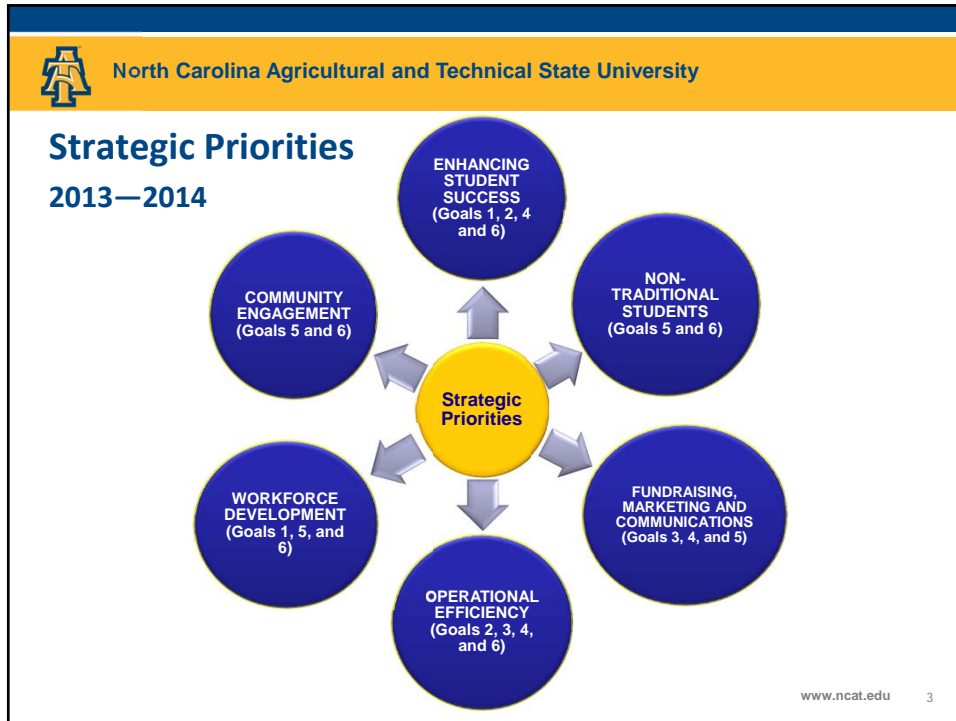 North Carolina Agricultural and Technical State University
Strategic Priorities
2013—2014
ENHANCING
STUDENT
SUCCESS
(Goals 1, 2, 4
and 6)
NON-
TRADITIONAL
STUDENTS
(Goals 5 and 6)
FUNDRAISING,
MARKETING AND
COMMUNICATIONS
(Goals 3, 4, and 5)
OPERATIONAL
EFFICIENCY
(Goals 2, 3, 4,
and 6)
WORKFORCE
DEVELOPMENT
(Goals 1, 5, and
6)
COMMUNITY
ENGAGEMENT
(Goals 5 and 6)
Strategic
Priorities
www.ncat.edu 3